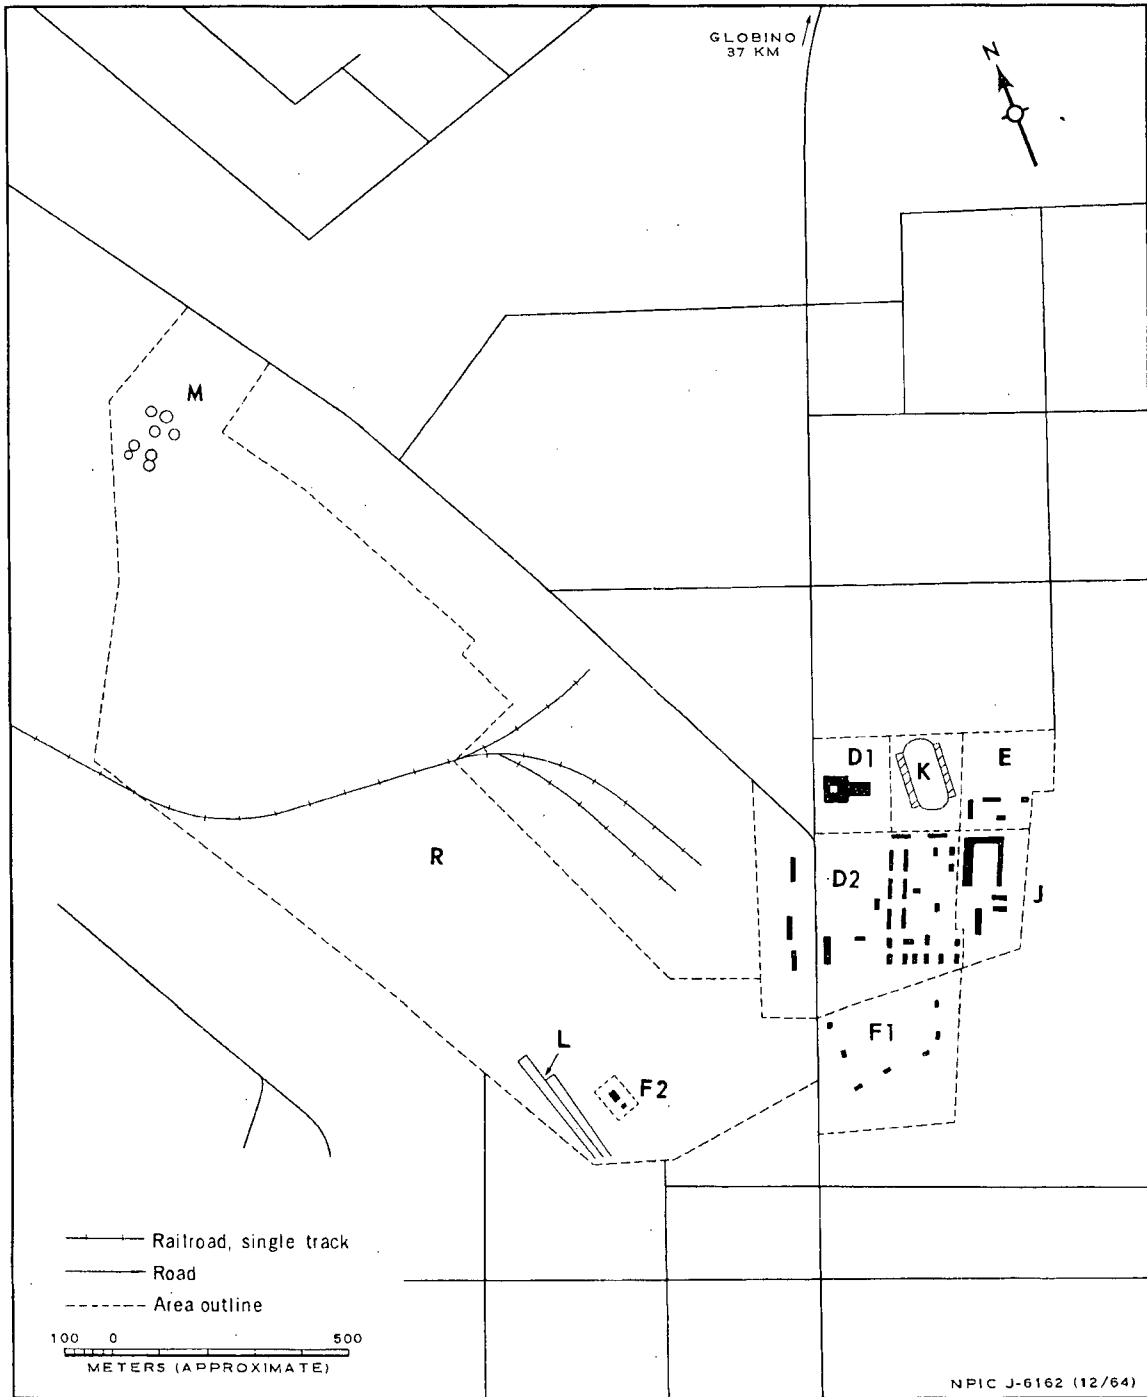 GLOBINO
37 KM
N
M
D1
K
E
R
D2
J
F1
L
F2
Railroad, single track
Road
Area outline
100 0 500
METERS (APPROXIMATE)
NPIC J-6162 (12/64)